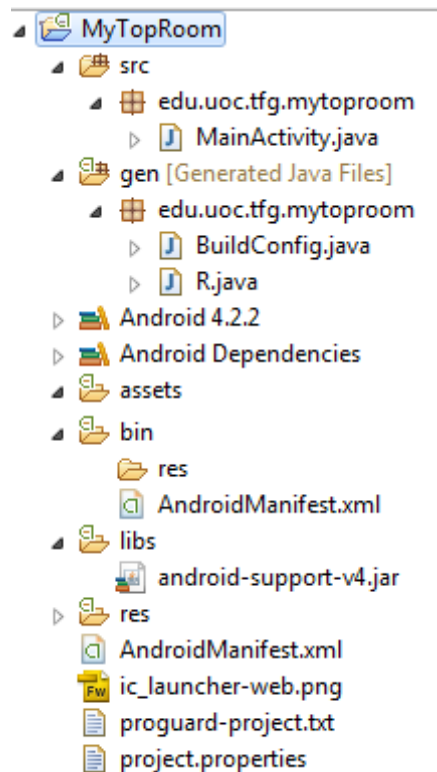 MyTopRoom
src
edu.uoc.tfg.mytoproom
MainActivity.java
gen [Generated Java Files]
edu.uoc.tfg.mytoproom
BuildConfig.java
R.java
Android 4.2.2
Android Dependencies
assets
bin
res
AndroidManifest.xml
libs
android-support-v4.jar
res
AndroidManifest.xml
ic_launcher-web.png
proguard-project.txt
project.properties